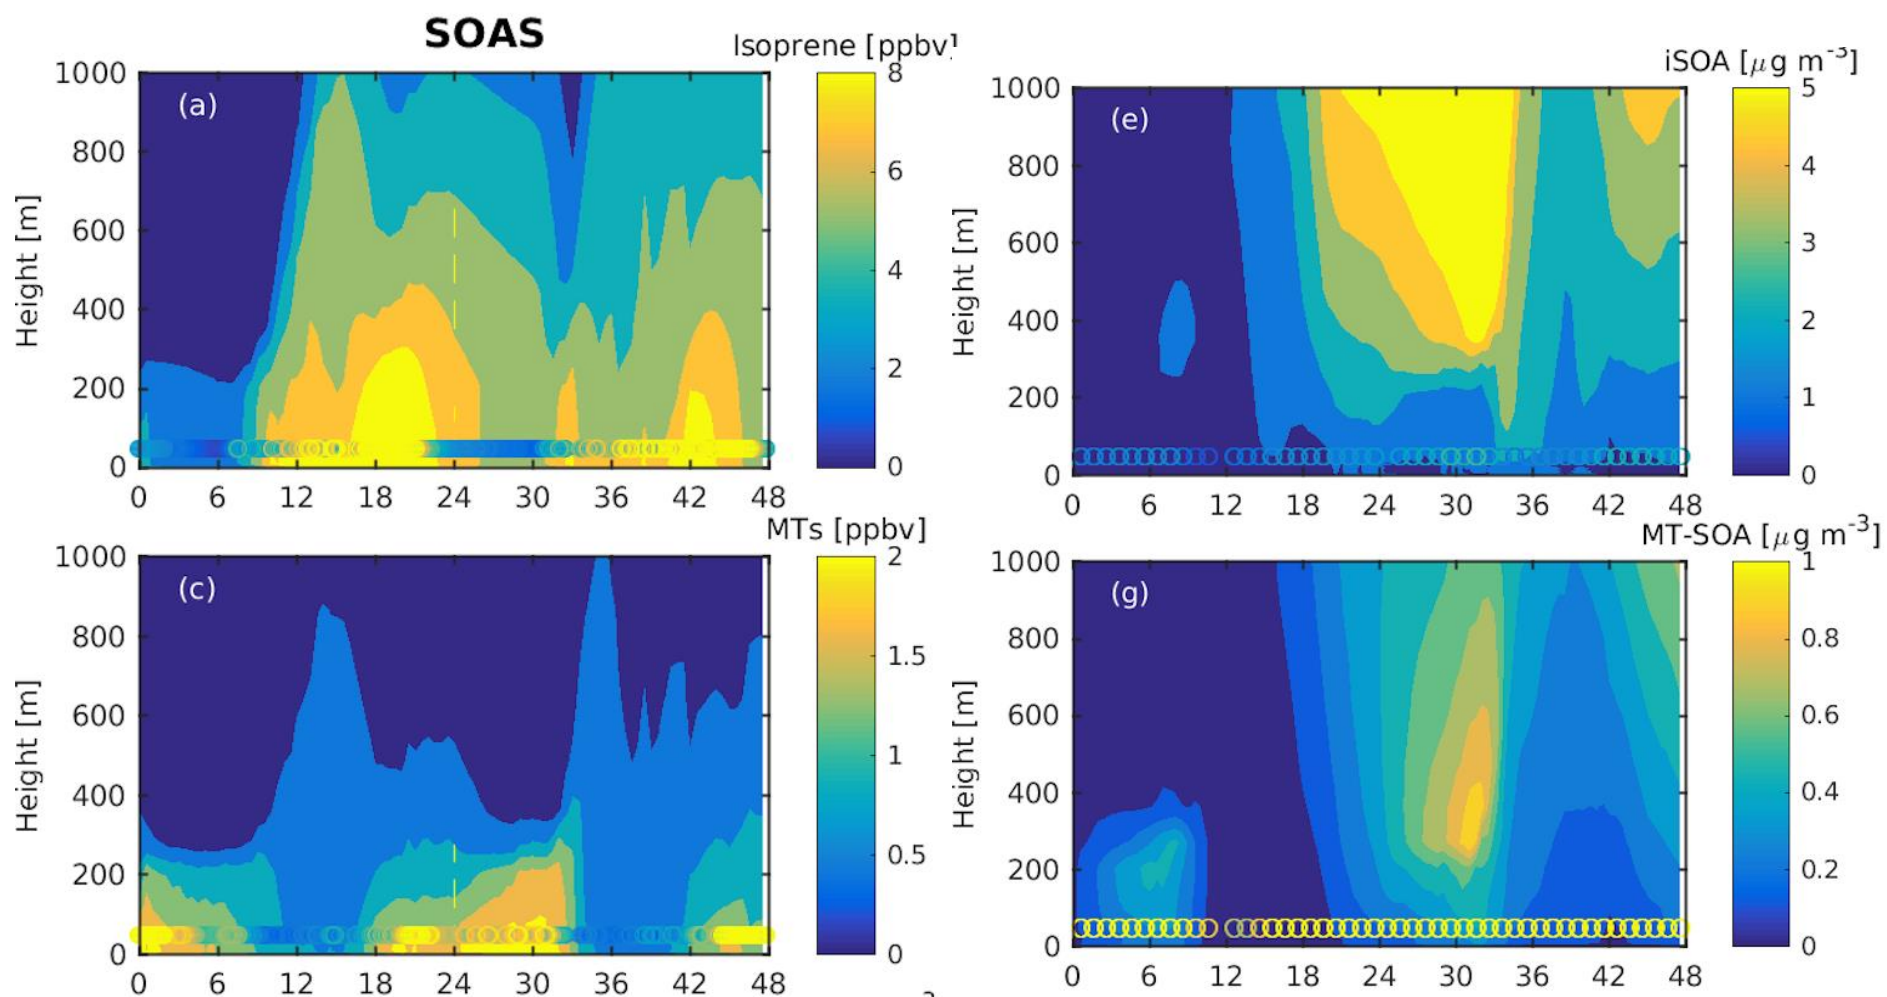 SOAS
Isoprene [ppbv]
(a)
Height [m]
1000
800
600
400
200
0
0 6 12 18 24 30 36 42 48
8
6
4
2
0
iSOA [μg m⁻³]
(e)
Height [m]
1000
800
600
400
200
0
0 6 12 18 24 30 36 42 48
5
4
3
2
1
0
MTs [ppbv]
(c)
Height [m]
1000
800
600
400
200
0
0 6 12 18 24 30 36 42 48
2
1.5
1
0.5
0
MT-SOA [μg m⁻³]
(g)
Height [m]
1000
800
600
400
200
0
0 6 12 18 24 30 36 42 48
1
0.8
0.6
0.4
0.2
0